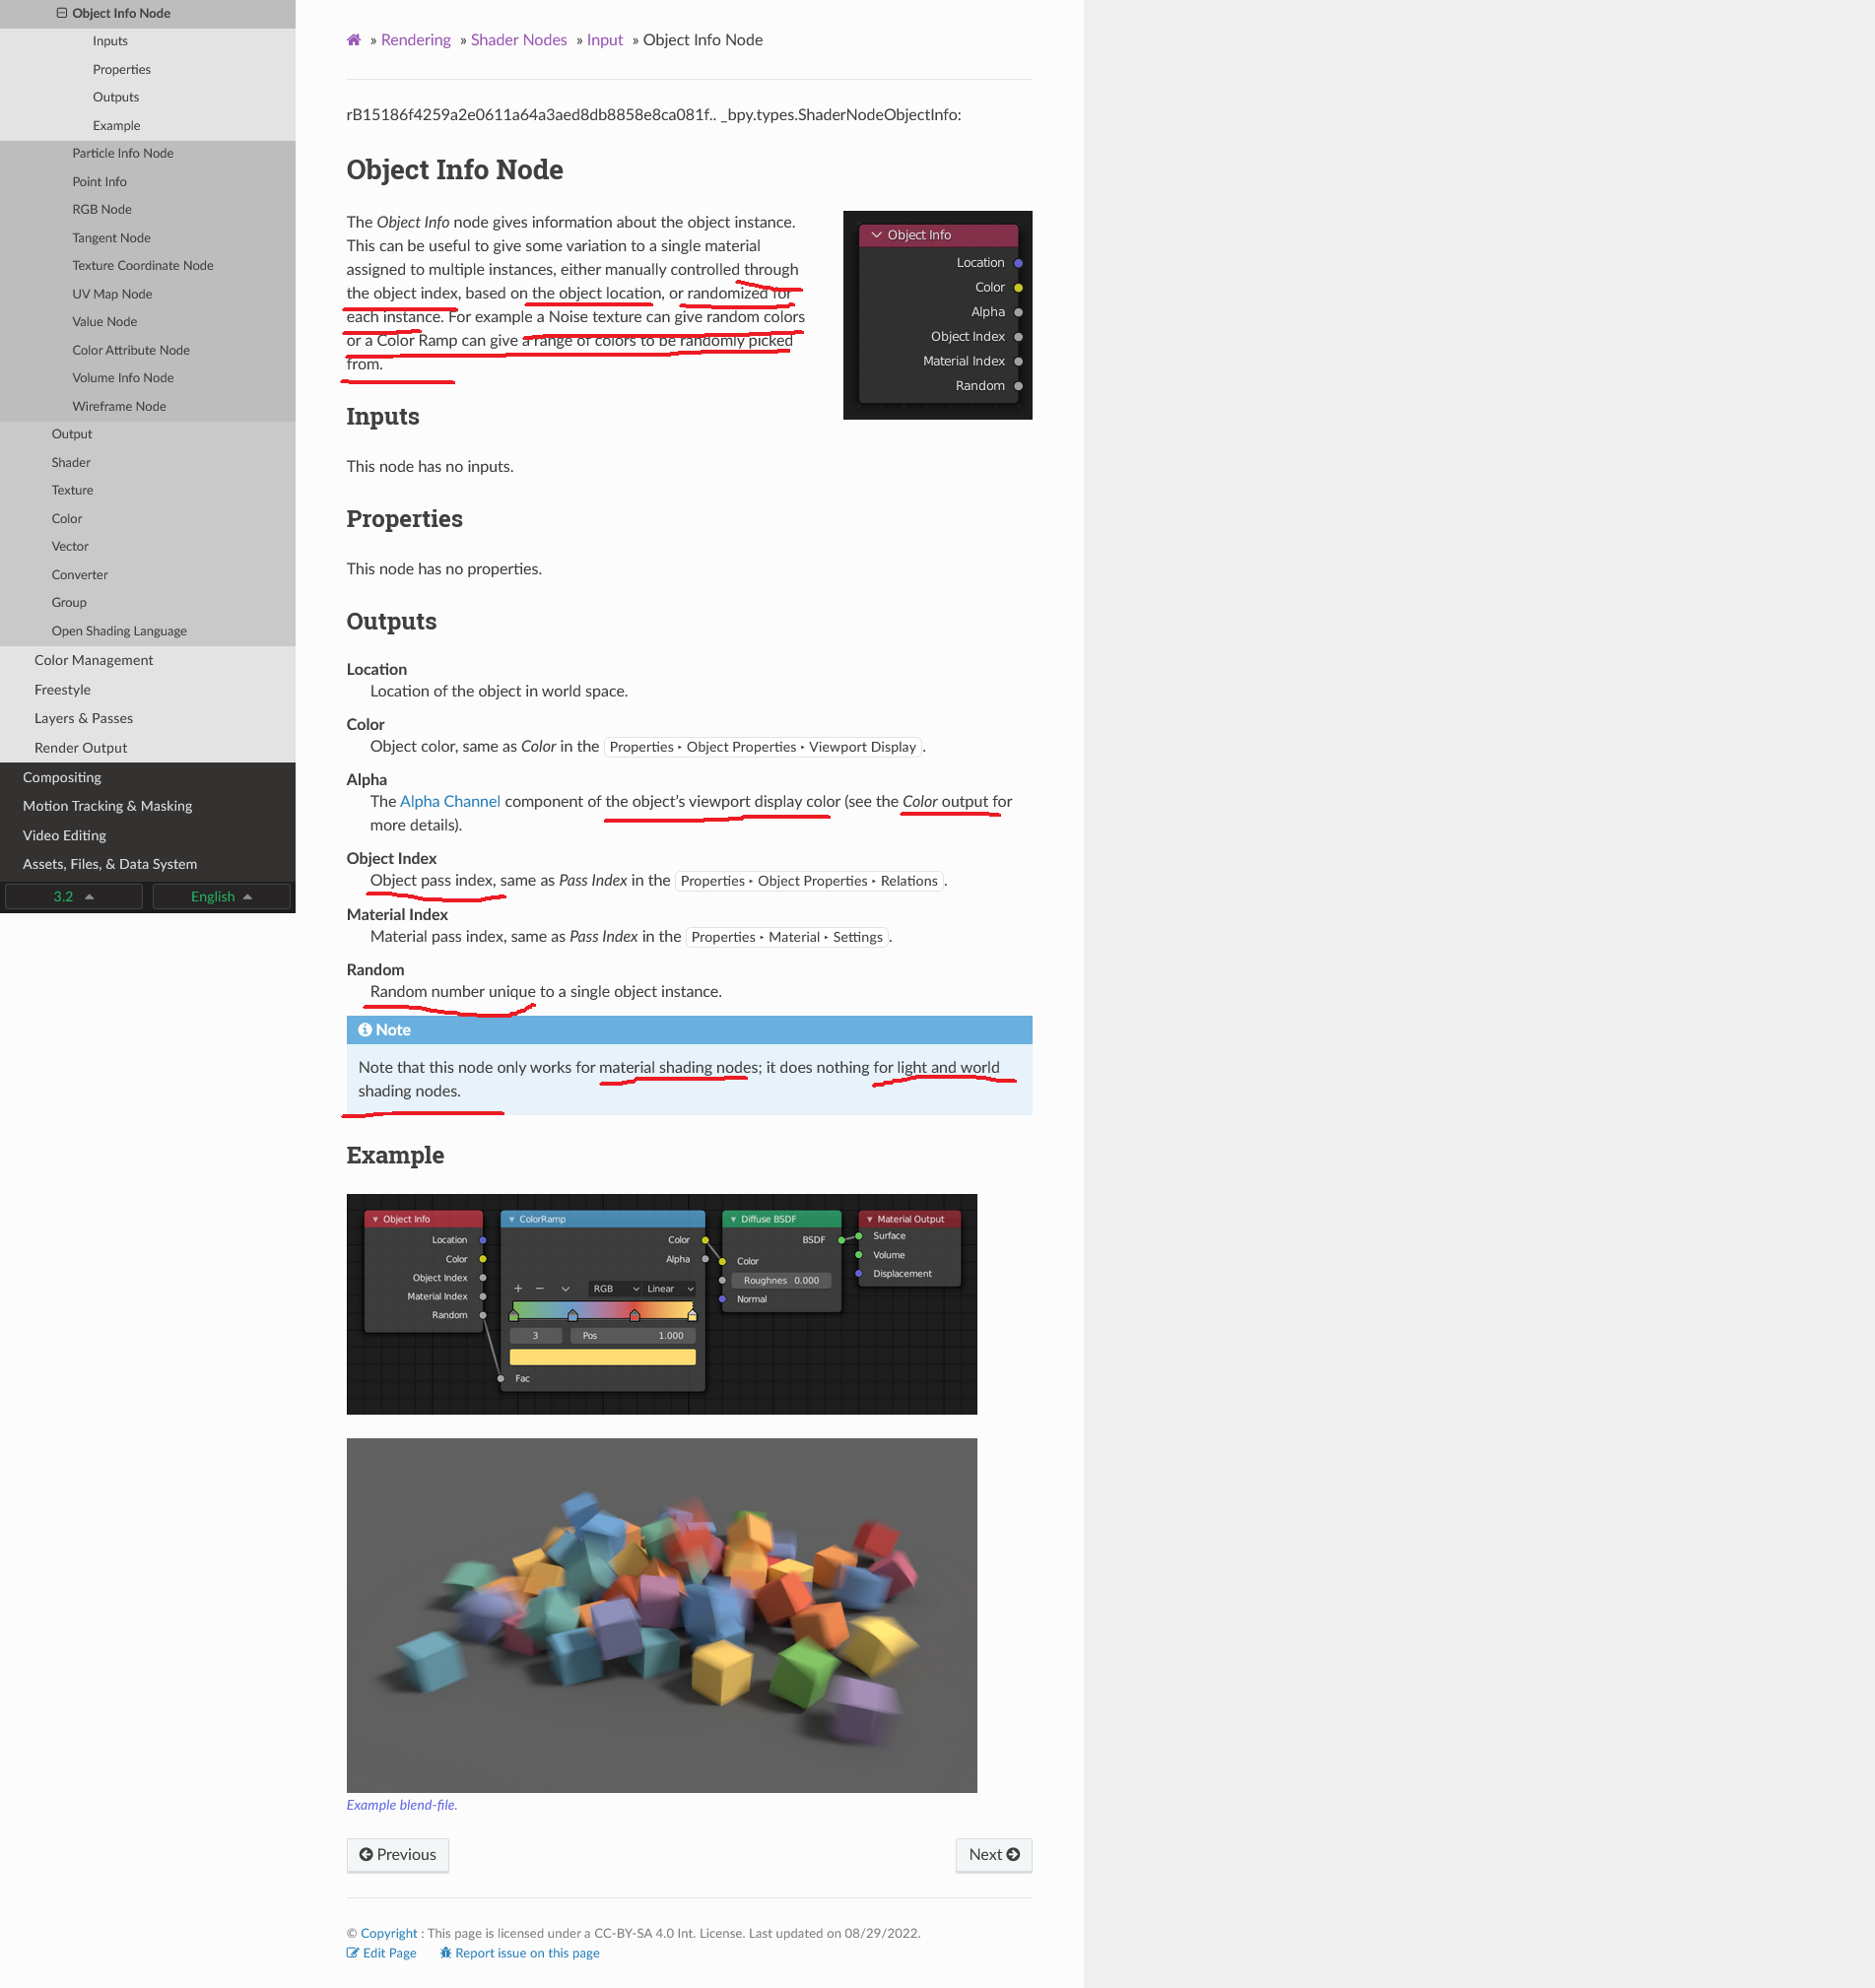 Object Info Node
Inputs
Properties
Outputs
Example
Particle Info Node
Point Info
RGB Node
Tangent Node
Texture Coordinate Node
UV Map Node
Value Node
Color Attribute Node
Volume Info Node
Wireframe Node
Output
Shader
Texture
Color
Vector
Converter
Group
Open Shading Language
Color Management
Freestyle
Layers & Passes
Render Output
Compositing
Motion Tracking & Masking
Video Editing
Assets, Files, & Data System
3.2
English
» Rendering » Shader Nodes » Input » Object Info Node
rB15186f4259a2e0611a64a3aed8db8858e8ca081f.. _bpy.types.ShaderNodeObjectInfo:
Object Info Node
The Object Info node gives information about the object instance.
This can be useful to give some variation to a single material
assigned to multiple instances, either manually controlled through
the object index, based on the object location, or randomized for
each instance. For example a Noise texture can give random colors
or a Color Ramp can give a range of colors to be randomly picked
from.
Object Info
Location
Color
Alpha
Object Index
Material Index
Random
Inputs
This node has no inputs.
Properties
This node has no properties.
Outputs
Location
Location of the object in world space.
Color
Object color, same as Color in the Properties ‣ Object Properties ‣ Viewport Display.
Alpha
The Alpha Channel component of the object’s viewport display color (see the Color output for
more details).
Object Index
Object pass index, same as Pass Index in the Properties ‣ Object Properties ‣ Relations.
Material Index
Material pass index, same as Pass Index in the Properties ‣ Material ‣ Settings.
Random
Random number unique to a single object instance.
Note
Note that this node only works for material shading nodes; it does nothing for light and world
shading nodes.
Example
Object Info
Location
Color
Object Index
Material Index
Random
ColorRamp
Color
Alpha
+ − RGB Linear
3 Pos 1.000
Fac
Diffuse BSDF
BSDF
Color
Roughnes 0.000
Normal
Material Output
Surface
Volume
Displacement
Example blend-file.
Previous
Next
© Copyright : This page is licensed under a CC-BY-SA 4.0 Int. License. Last updated on 08/29/2022.
Edit Page Report issue on this page